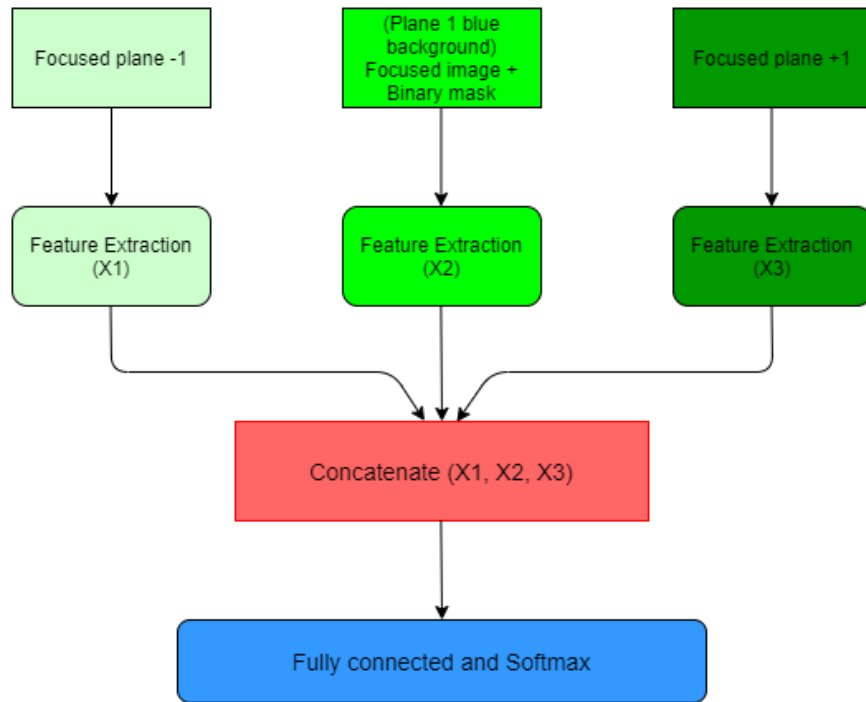 Focused plane -1
(Plane 1 blue
background)
Focused image +
Binary mask
Focused plane +1
Feature Extraction
(X1)
Feature Extraction
(X2)
Feature Extraction
(X3)
Concatenate (X1, X2, X3)
Fully connected and Softmax